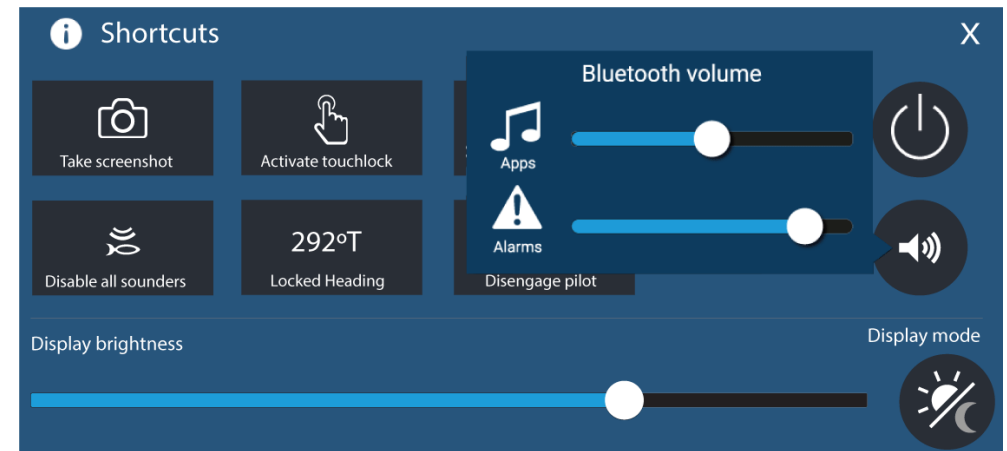 Shortcuts
X
Bluetooth volume
Apps
Alarms
Take screenshot
Activate touchlock
Disable all sounders
292ºT
Locked Heading
Disengage pilot
Display brightness
Display mode